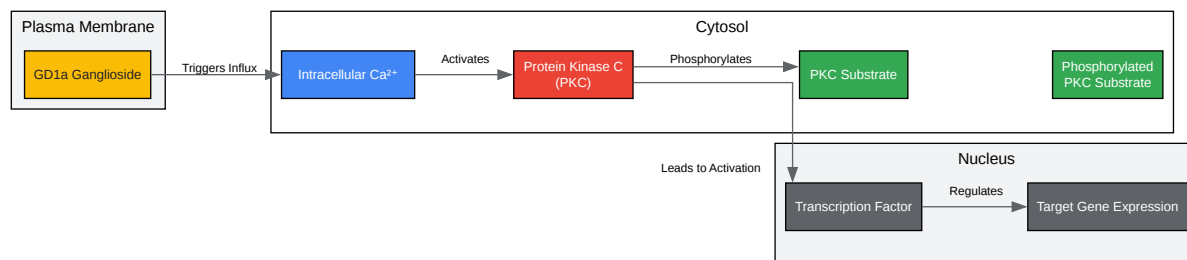 Plasma Membrane
Cytosol
GD1a Ganglioside
Triggers Influx
Intracellular Ca²⁺
Activates
Protein Kinase C
(PKC)
Phosphorylates
PKC Substrate
Phosphorylated
PKC Substrate
Leads to Activation
Nucleus
Transcription Factor
Regulates
Target Gene Expression